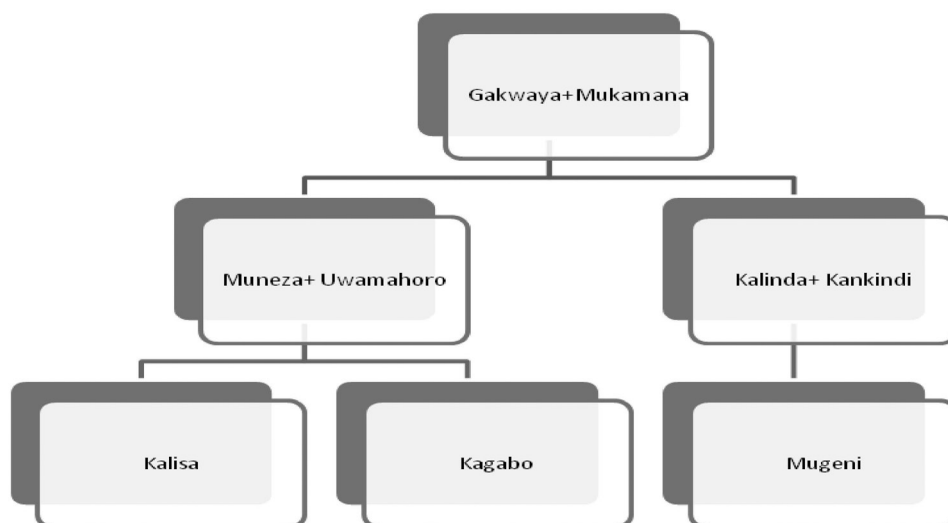 Gakwaya+Mukamana
Muneza+ Uwamahoro
Kalinda+ Kankindi
Kalisa
Kagabo
Mugeni